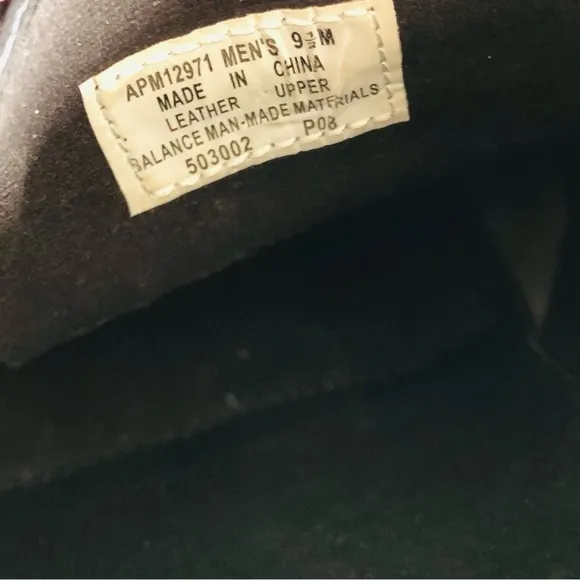 APM12971 MEN'S 9½M
MADE IN CHINA
LEATHER UPPER
BALANCE MAN-MADE MATERIALS
503002 P08